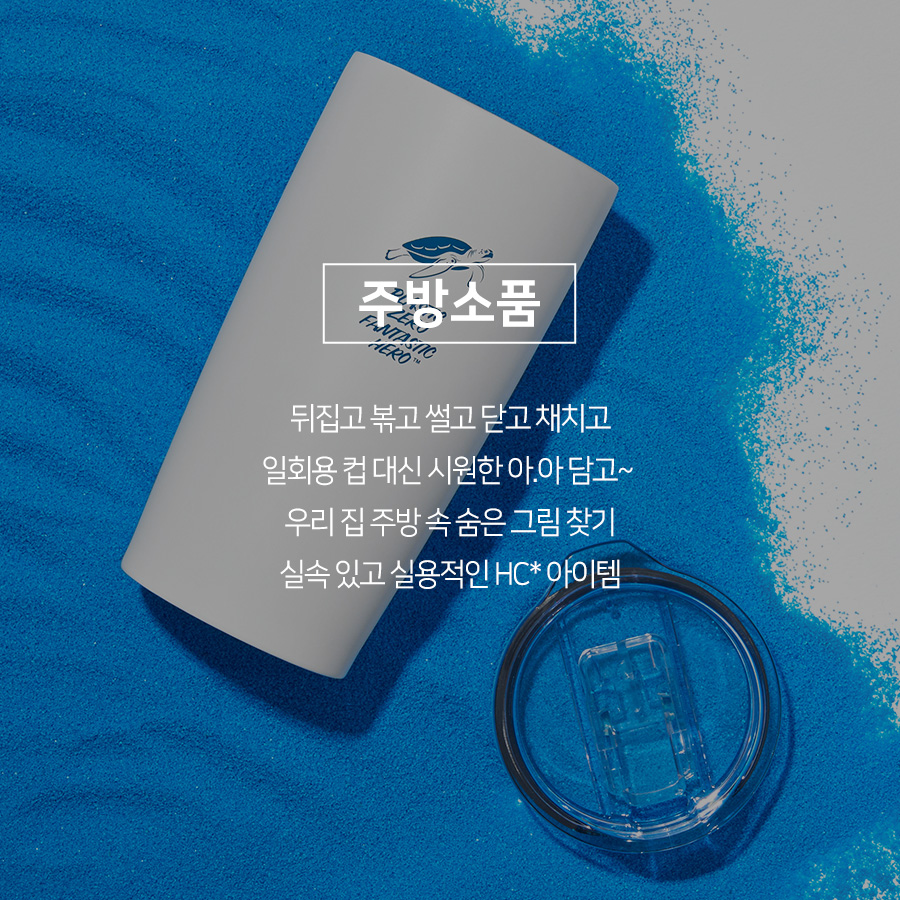 주방소품
ZERO
FANTASTIC
HERO™
뒤집고 볶고 썰고 닫고 채치고
일회용 컵 대신 시원한 아.아 담고~
우리 집 주방 속 숨은 그림 찾기
실속 있고 실용적인 HC* 아이템